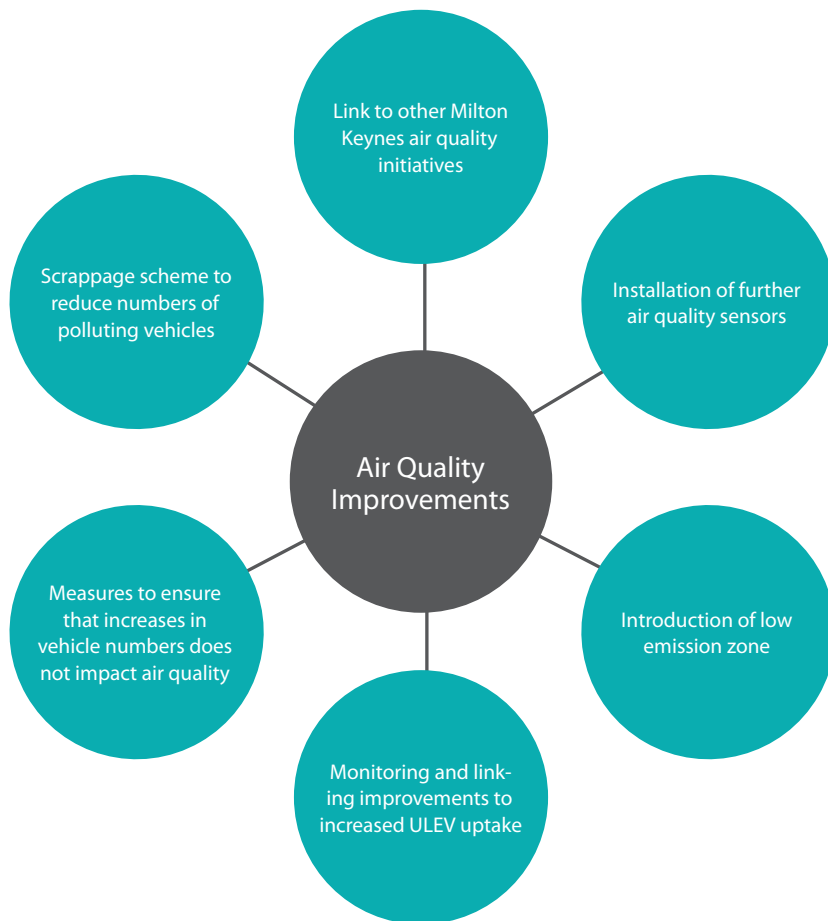 Link to other Milton
Keynes air quality
initiatives
Scrappage scheme to
reduce numbers of
polluting vehicles
Installation of further
air quality sensors
Air Quality
Improvements
Measures to ensure
that increases in
vehicle numbers does
not impact air quality
Introduction of low
emission zone
Monitoring and link-
ing improvements to
increased ULEV uptake